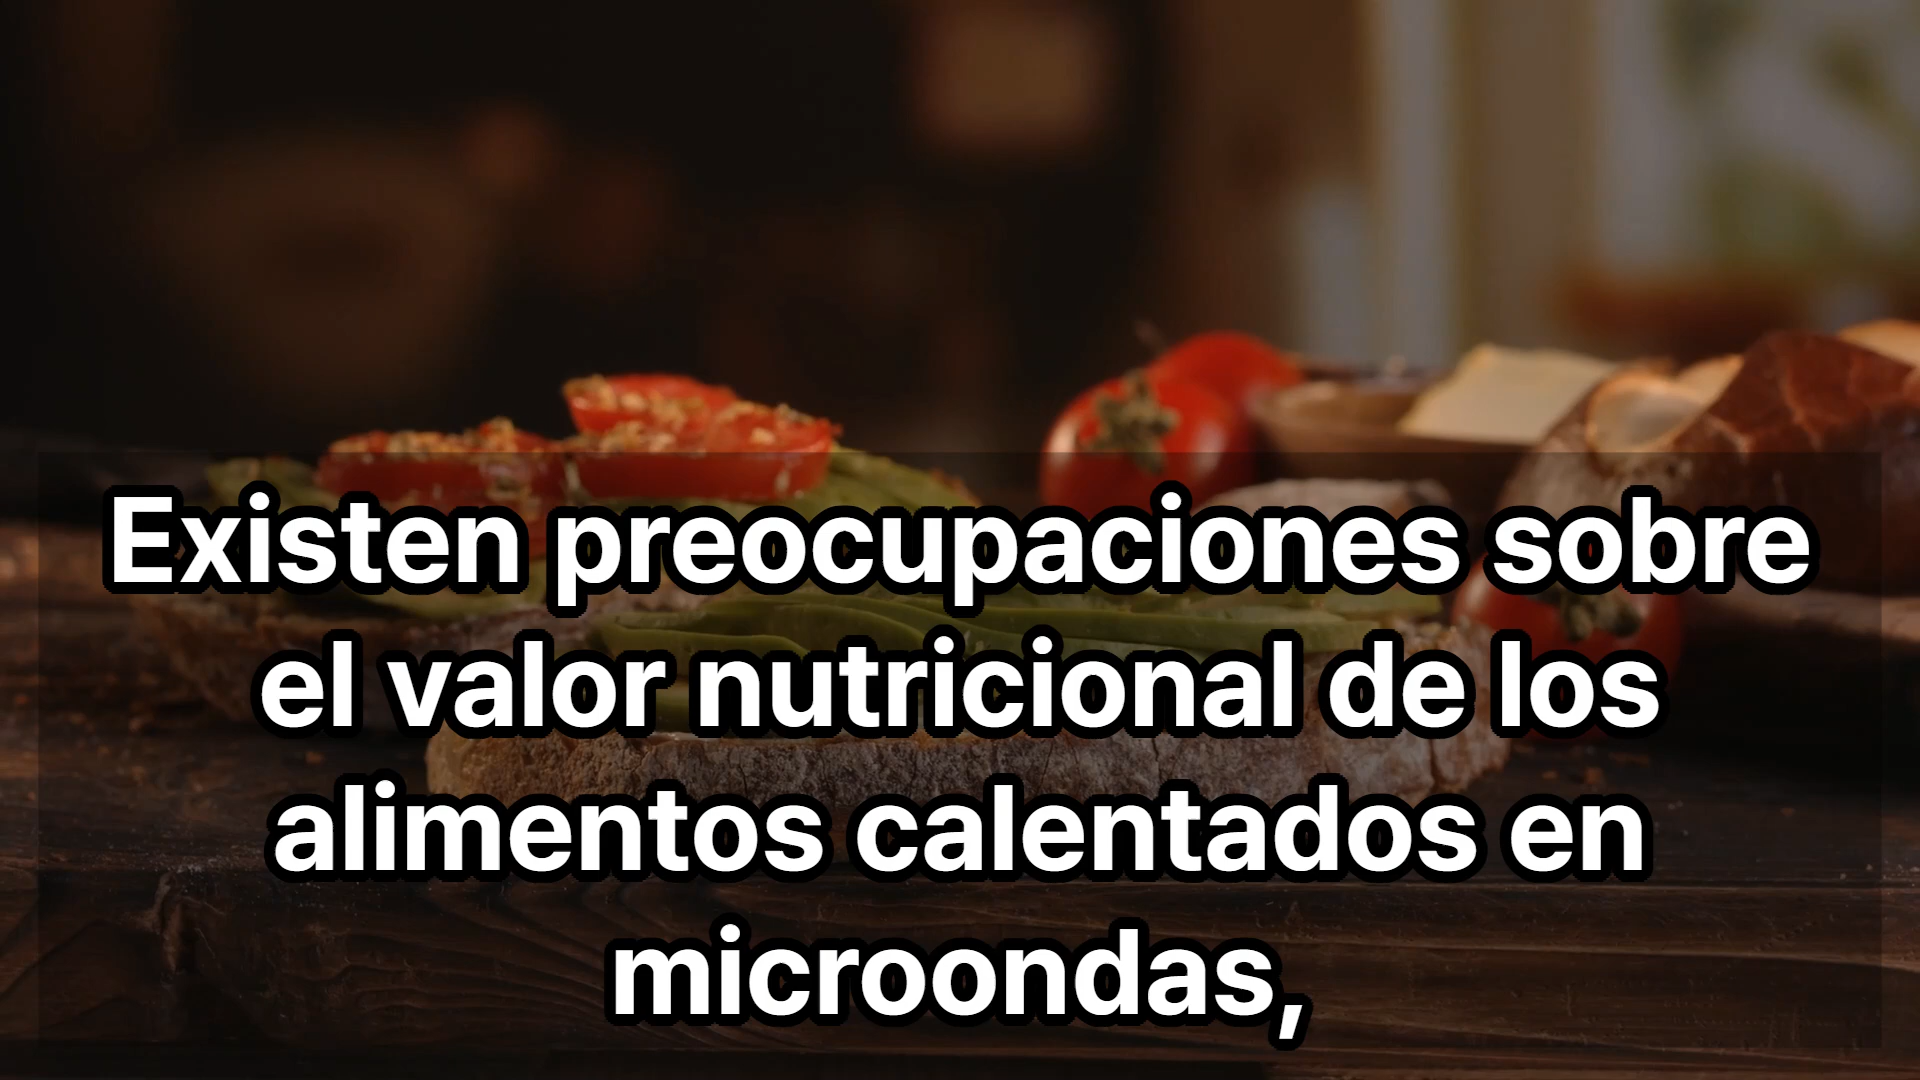 Existen preocupaciones sobre
el valor nutricional de los
alimentos calentados en
microondas,